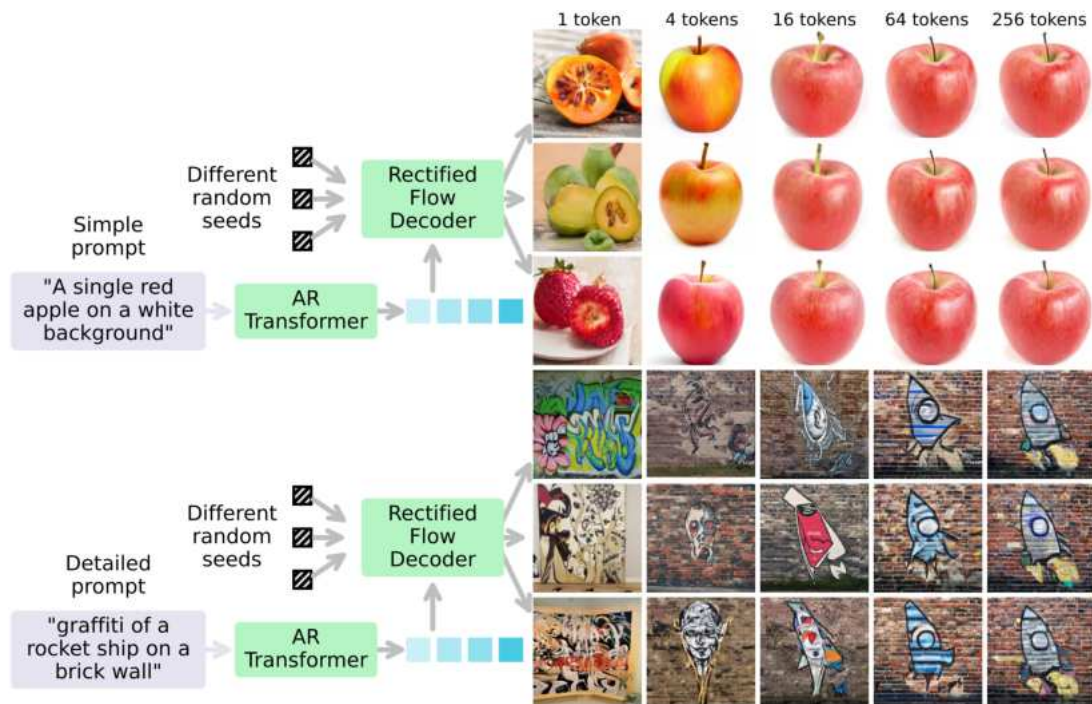 1 token 4 tokens 16 tokens 64 tokens 256 tokens
Different
random
seeds
Rectified
Flow
Decoder
Simple
prompt
"A single red
apple on a white
background"
AR
Transformer
Different
random
seeds
Rectified
Flow
Decoder
Detailed
prompt
"graffiti of a
rocket ship on a
brick wall"
AR
Transformer